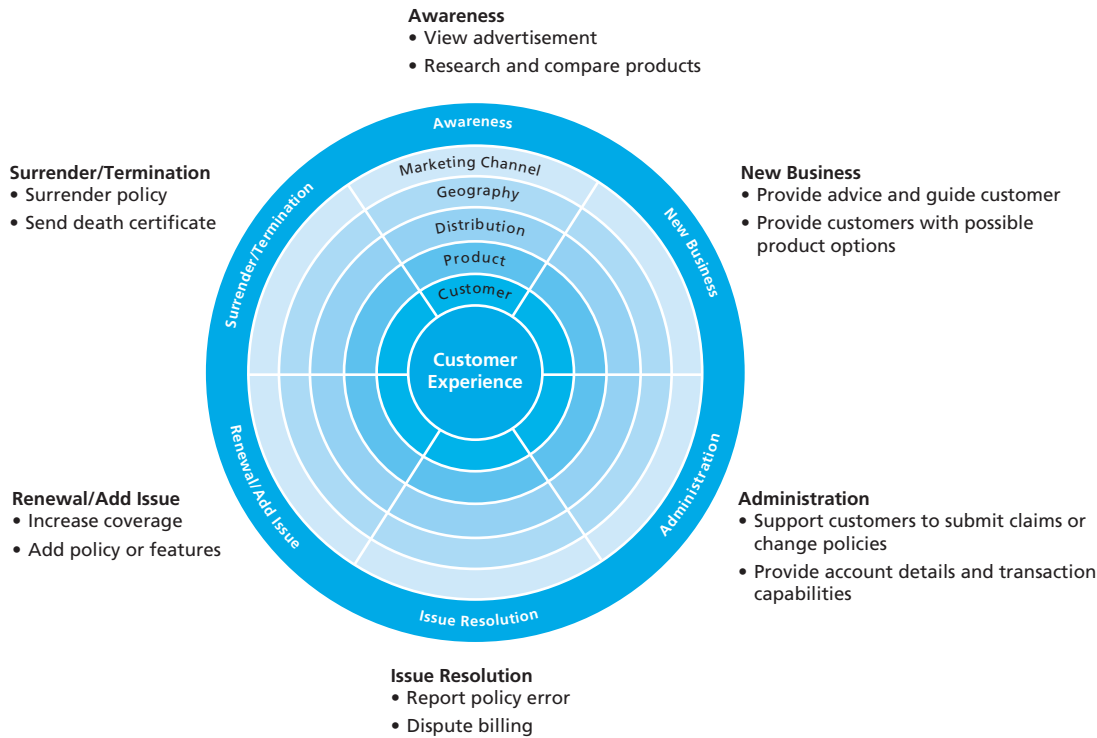 Awareness
• View advertisement
• Research and compare products
Surrender/Termination
• Surrender policy
• Send death certificate
New Business
• Provide advice and guide customer
• Provide customers with possible
product options
Awareness
Marketing Channel
Geography
Distribution
Product
Customer
Customer
Experience
Surrender/Termination
New Business
Renewal/Add Issue
Administration
Issue Resolution
Renewal/Add Issue
• Increase coverage
• Add policy or features
Administration
• Support customers to submit claims or
change policies
• Provide account details and transaction
capabilities
Issue Resolution
• Report policy error
• Dispute billing